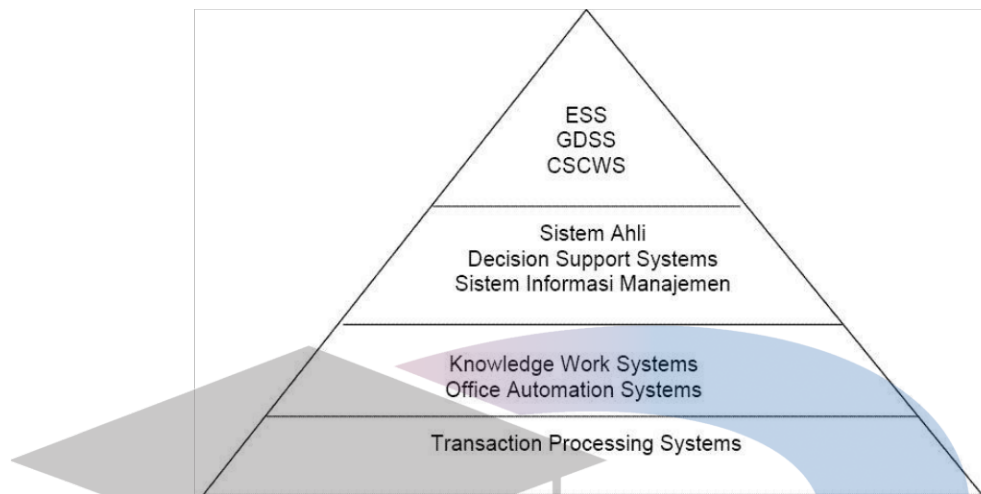 ESS
GDSS
CSCWS
Sistem Ahli
Decision Support Systems
Sistem Informasi Manajemen
Knowledge Work Systems
Office Automation Systems
Transaction Processing Systems